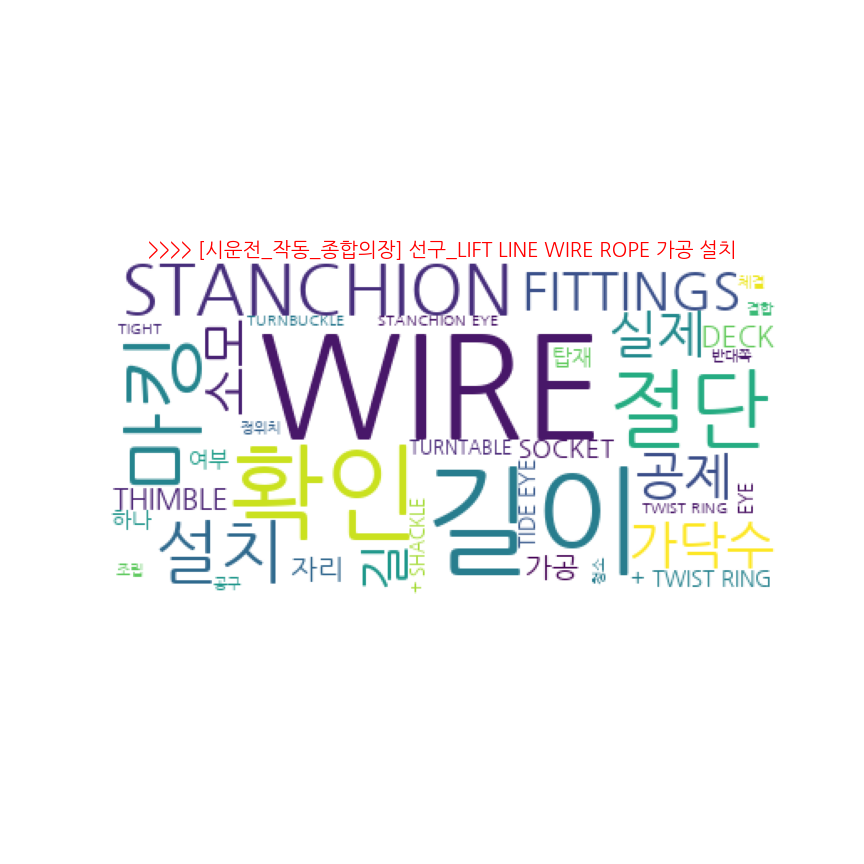 >>>> [시운전_작동_종합의장] 선구_LIFT LINE WIRE ROPE 가공 설치
STANCHION
FITTINGS
체결
결합
TIGHT
TURNBUCKLE
STANCHION EYE
실제
DECK
마킹
소모
WIRE
탑재
반대쪽
절단
정위치
여부
TURNTABLE
SOCKET
확인
길이
공제
THIMBLE
TIDE EYE
EYE
TWIST RING
하나
설치
길
+ SHACKLE
가닥수
자리
가공
청소
조립
공구
+ TWIST RING